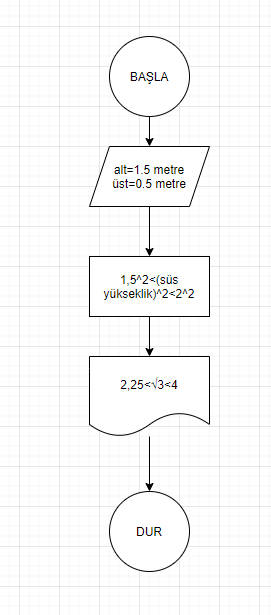 BAŞLA
alt=1.5 metre
üst=0.5 metre
1,5^2<(süs
yükseklik)^2<2^2
2,25<√3<4
DUR